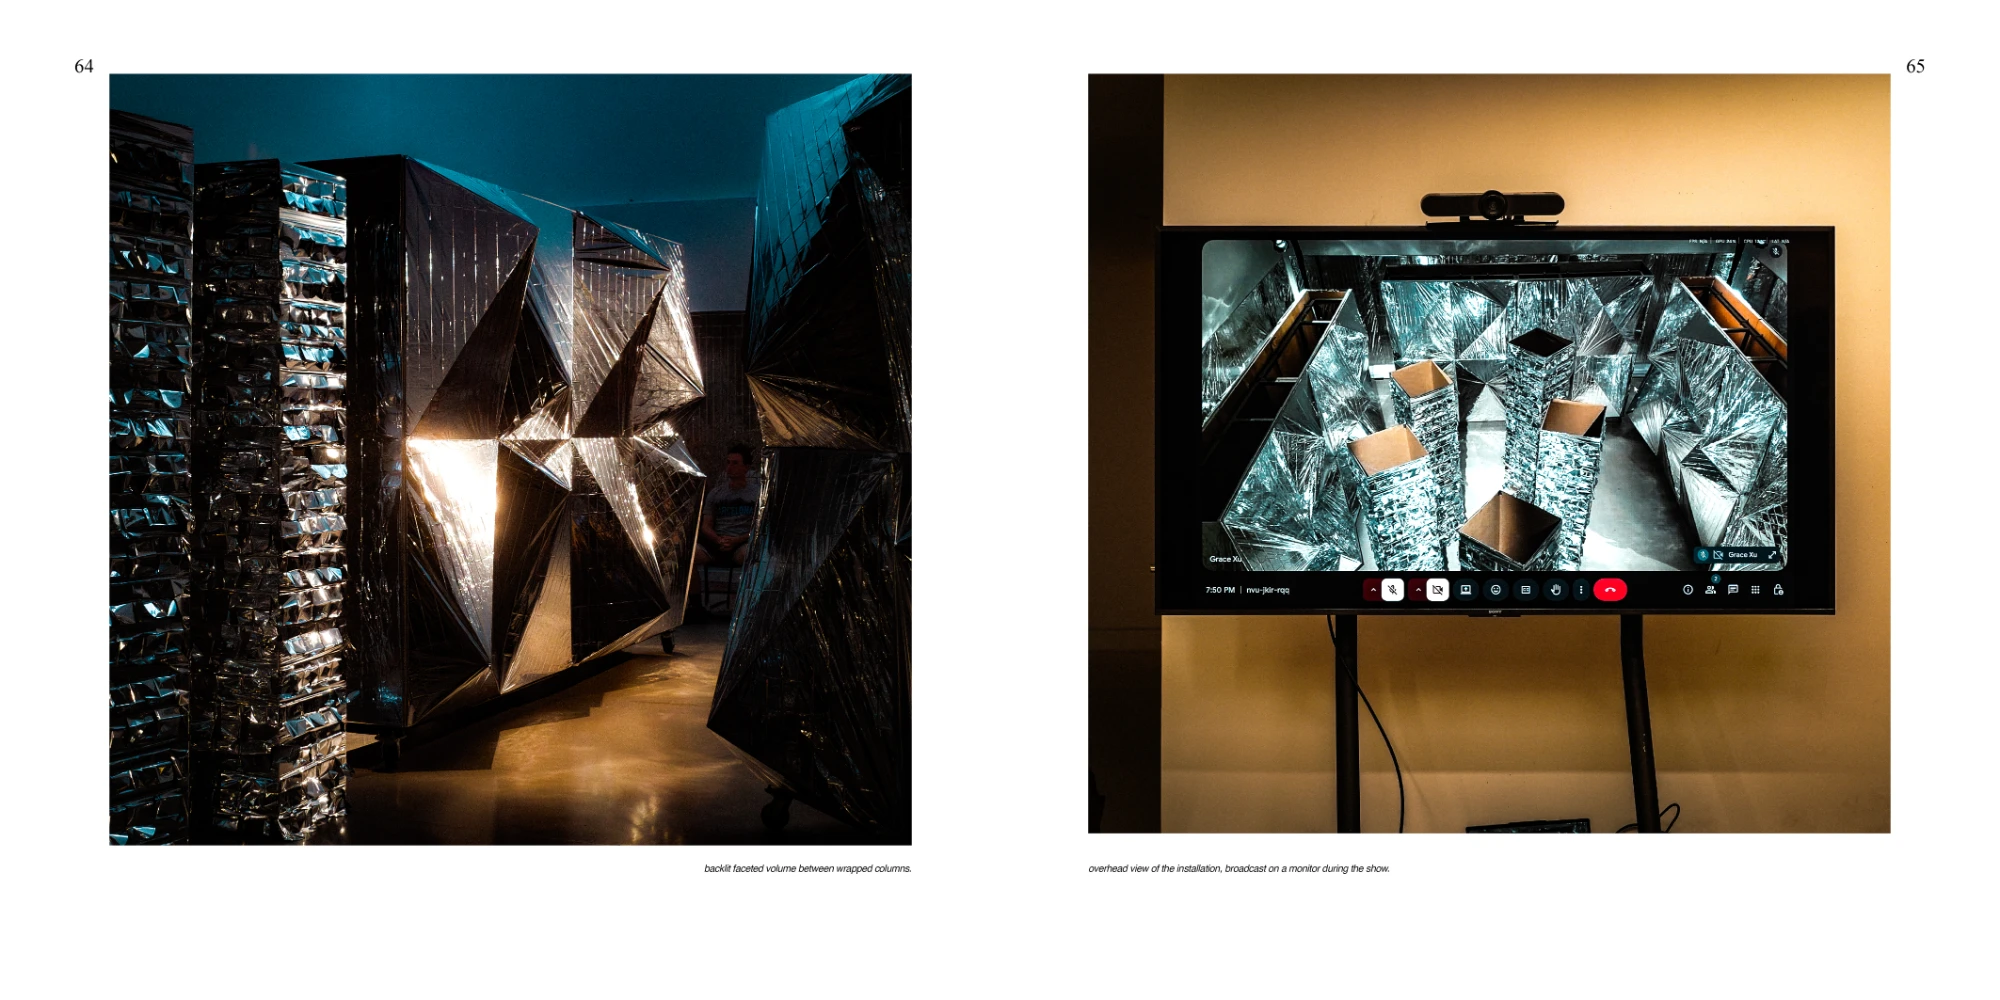 64
65
Grace Xu
Grace Xu
7:50 PM | nvu-jkir-rqq
2
backlit faceted volume between wrapped columns.
overhead view of the installation, broadcast on a monitor during the show.